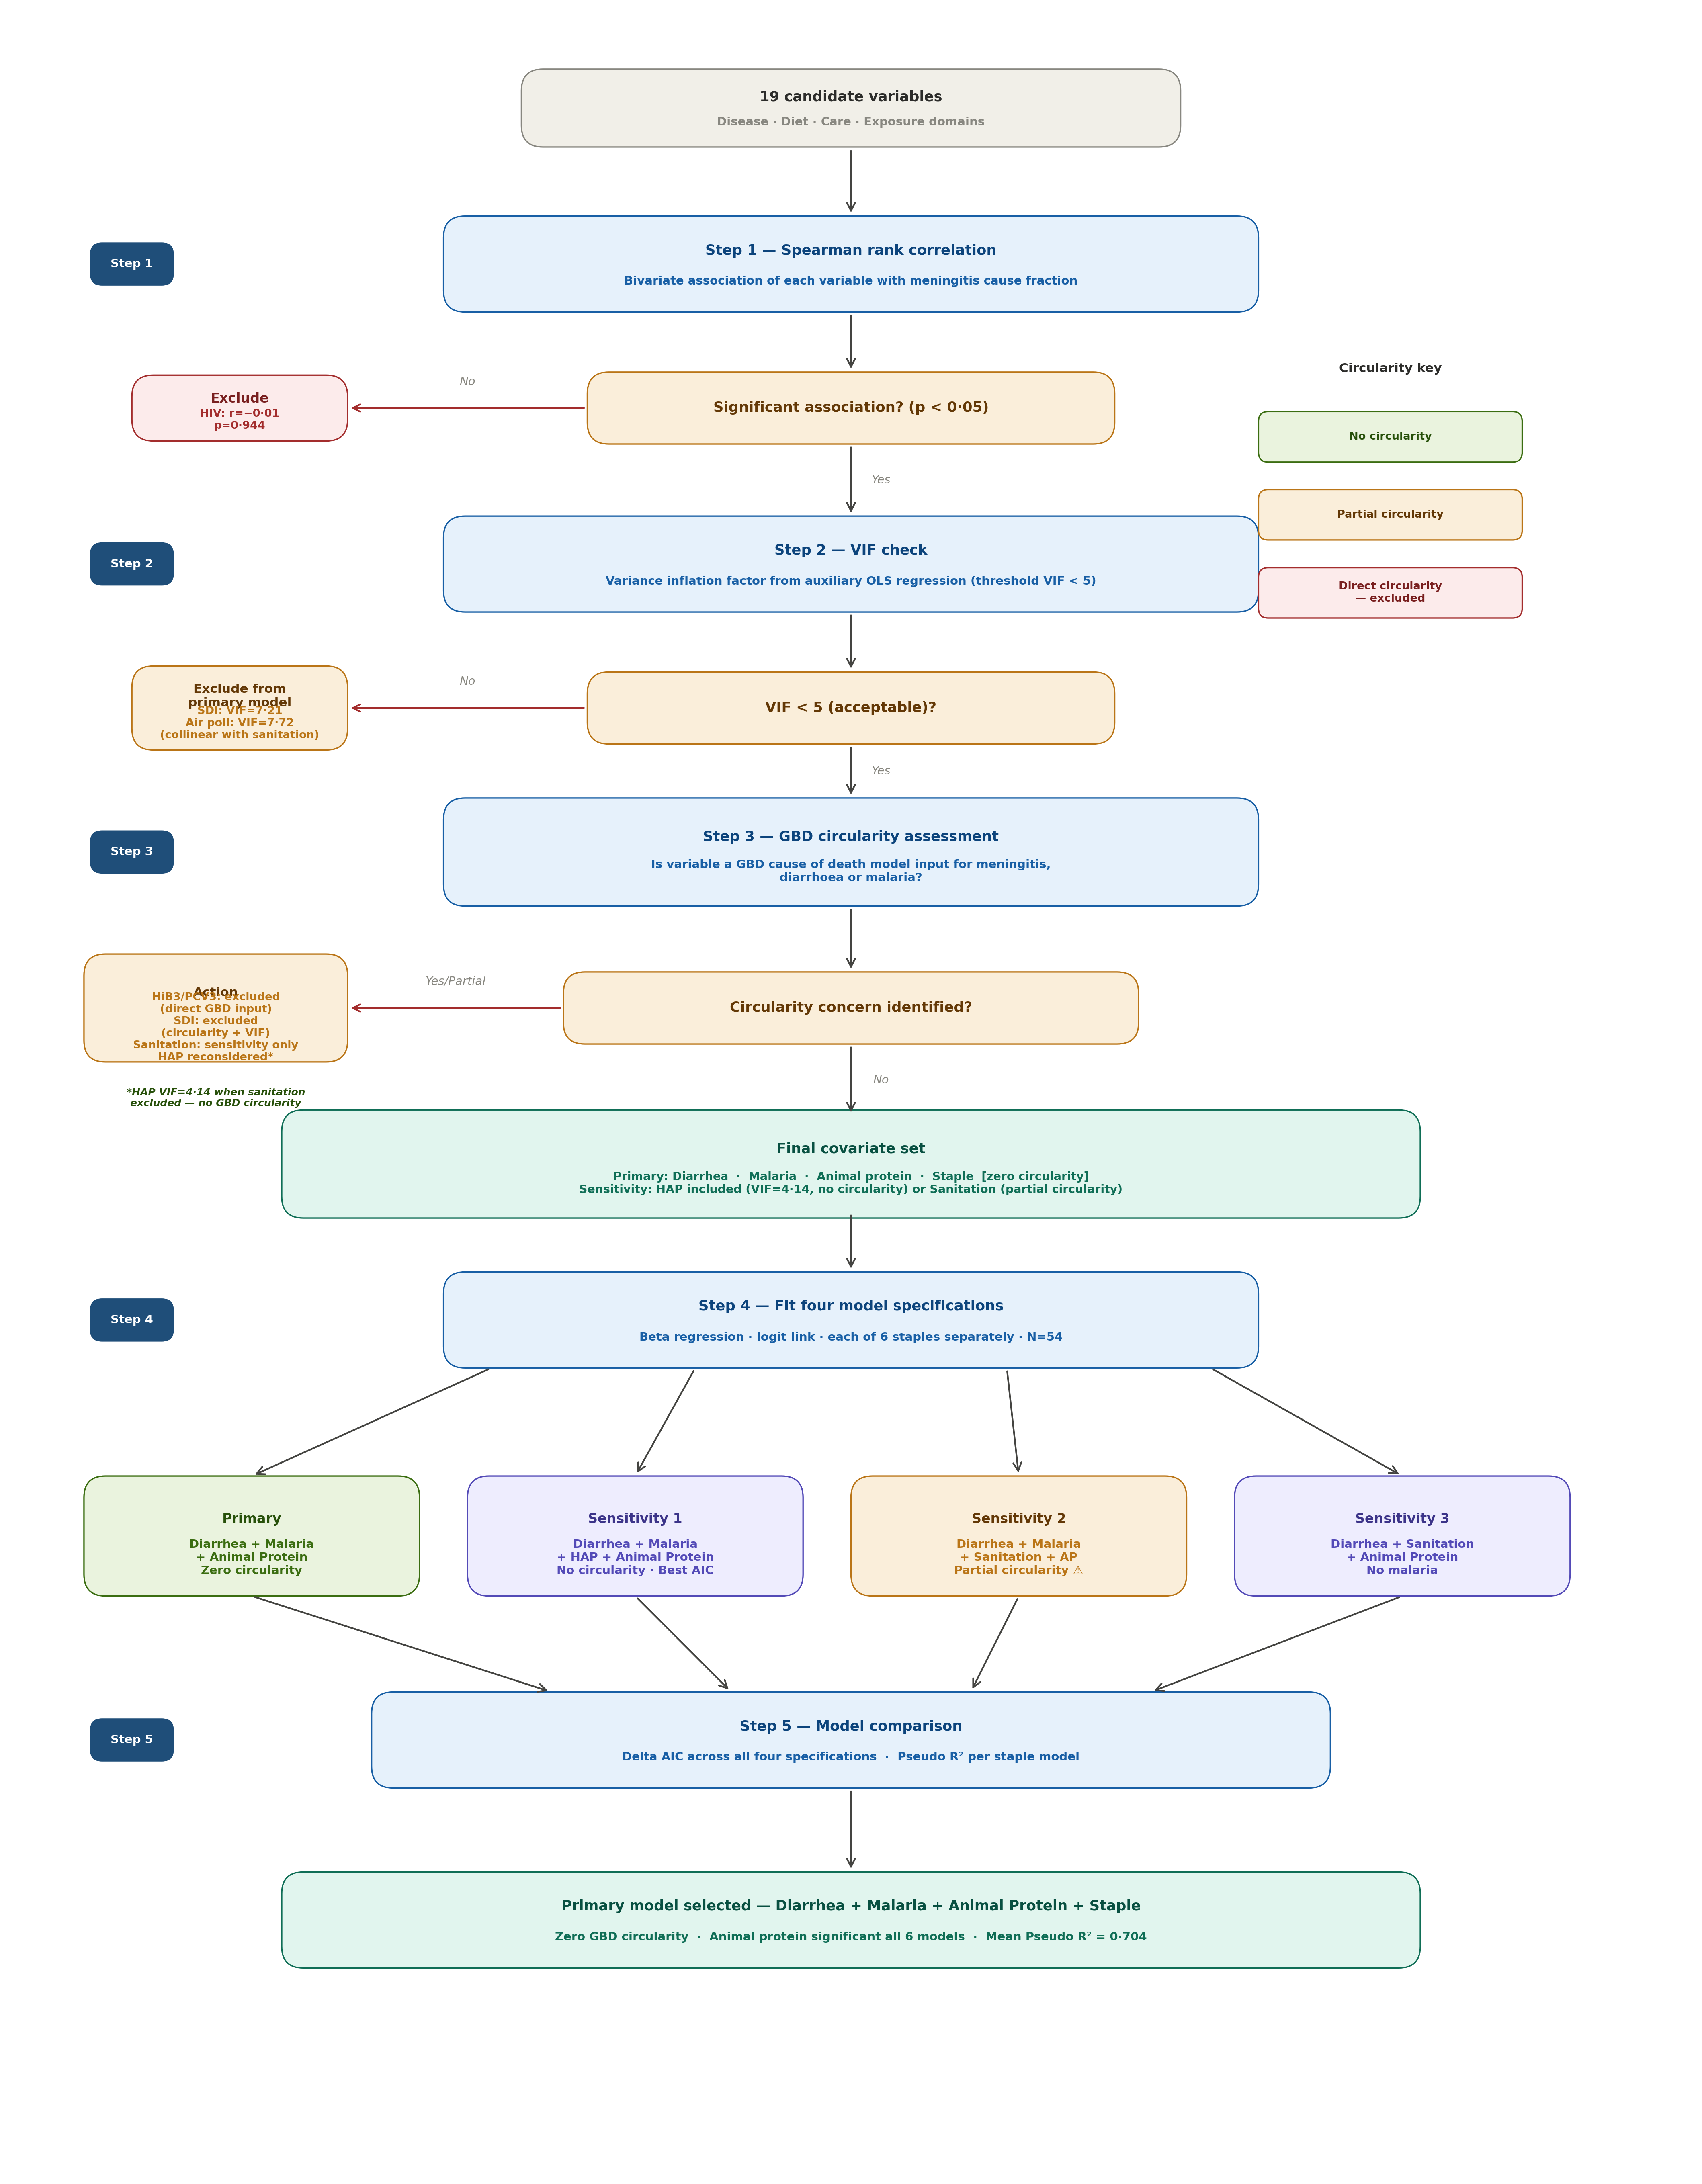 19 candidate variables
Disease · Diet · Care · Exposure domains
Step 1
Step 1 — Spearman rank correlation
Bivariate association of each variable with meningitis cause fraction
Circularity key
No
Exclude
HIV: r=−0·01
p=0·944
Significant association? (p < 0·05)
No circularity
Yes
Partial circularity
Step 2
Step 2 — VIF check
Variance inflation factor from auxiliary OLS regression (threshold VIF < 5)
Direct circularity
— excluded
No
Exclude from
primary model
SDI: VIF=7·21
Air poll: VIF=7·72
(collinear with sanitation)
VIF < 5 (acceptable)?
Yes
Step 3
Step 3 — GBD circularity assessment
Is variable a GBD cause of death model input for meningitis,
diarrhoea or malaria?
Yes/Partial
Action
HiB3/PCV3: excluded
(direct GBD input)
SDI: excluded
(circularity + VIF)
Sanitation: sensitivity only
HAP reconsidered*
Circularity concern identified?
No
*HAP VIF=4·14 when sanitation
excluded — no GBD circularity
Final covariate set
Primary: Diarrhea · Malaria · Animal protein · Staple [zero circularity]
Sensitivity: HAP included (VIF=4·14, no circularity) or Sanitation (partial circularity)
Step 4
Step 4 — Fit four model specifications
Beta regression · logit link · each of 6 staples separately · N=54
Primary
Diarrhea + Malaria
+ Animal Protein
Zero circularity
Sensitivity 1
Diarrhea + Malaria
+ HAP + Animal Protein
No circularity · Best AIC
Sensitivity 2
Diarrhea + Malaria
+ Sanitation + AP
Partial circularity ⚠
Sensitivity 3
Diarrhea + Sanitation
+ Animal Protein
No malaria
Step 5
Step 5 — Model comparison
Delta AIC across all four specifications · Pseudo R² per staple model
Primary model selected — Diarrhea + Malaria + Animal Protein + Staple
Zero GBD circularity · Animal protein significant all 6 models · Mean Pseudo R² = 0·704